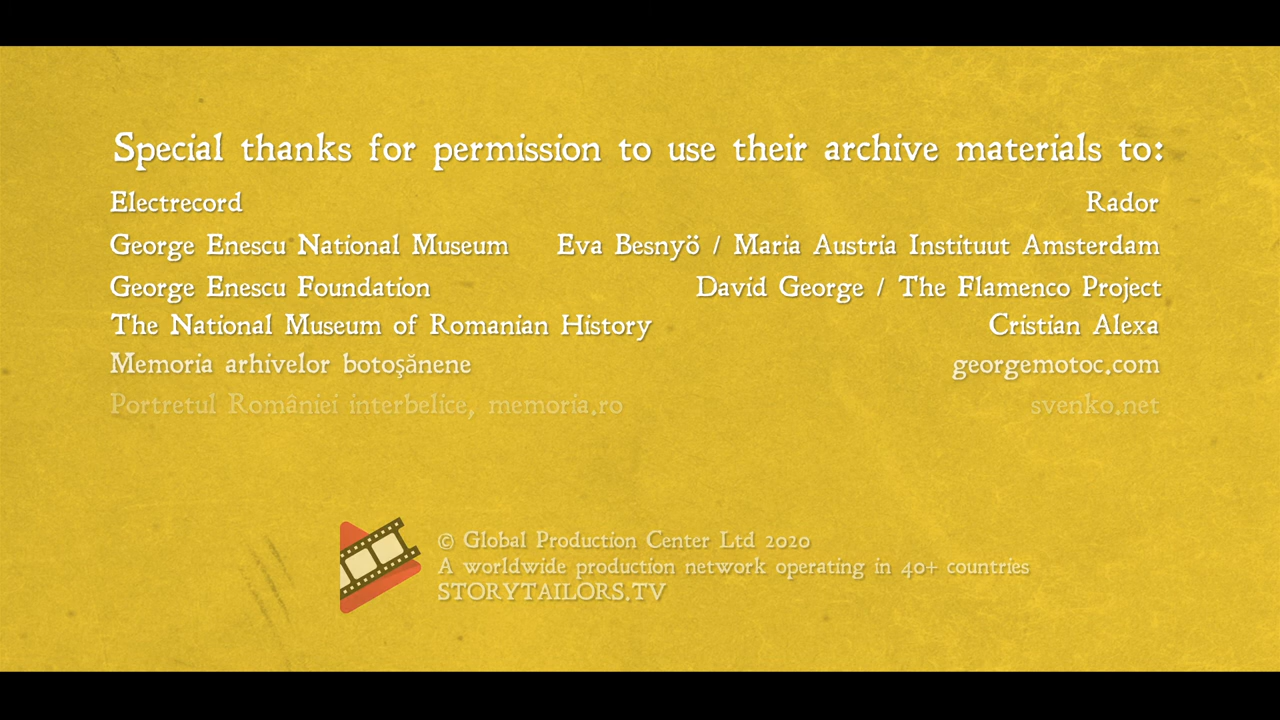 Special thanks for permission to use their archive materials to:
Electrecord Rador
George Enescu National Museum Eva Besnyö / Maria Austria Instituut Amsterdam
George Enescu Foundation David George / The Flamenco Project
The National Museum of Romanian History Cristian Alexa
Memoria arhivelor botoşănene georgemotoc.com
Portretul României interbelice, memoria.ro svenko.net
© Global Production Center Ltd 2020
A worldwide production network operating in 40+ countries
STORYTAILORS.TV